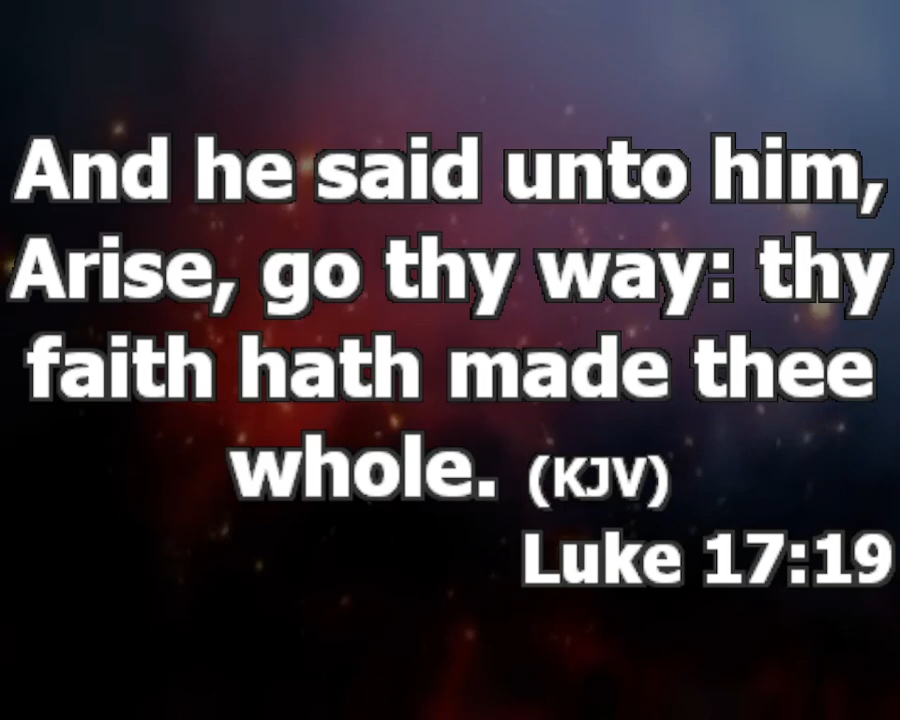 And he said unto him,
Arise, go thy way: thy
faith hath made thee
whole. (KJV)
Luke 17:19